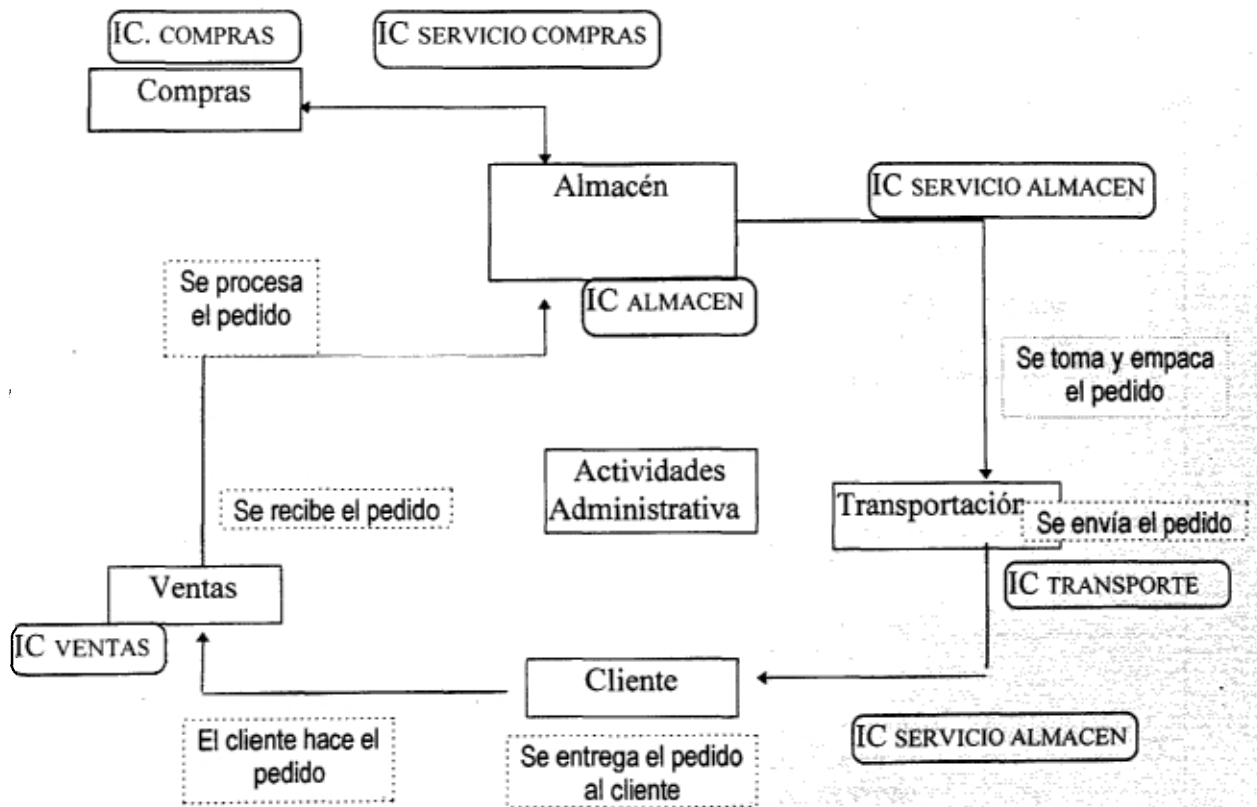 IC. COMPRAS
IC SERVICIO COMPRAS
Compras
Almacén
IC SERVICIO ALMACEN
Se procesa
el pedido
IC ALMACEN
Se toma y empaca
el pedido
Actividades
Administrativa
Se recibe el pedido
Transportación
Se envía el pedido
Ventas
IC TRANSPORTE
IC VENTAS
Cliente
El cliente hace el
pedido
Se entrega el pedido
al cliente
IC SERVICIO ALMACEN